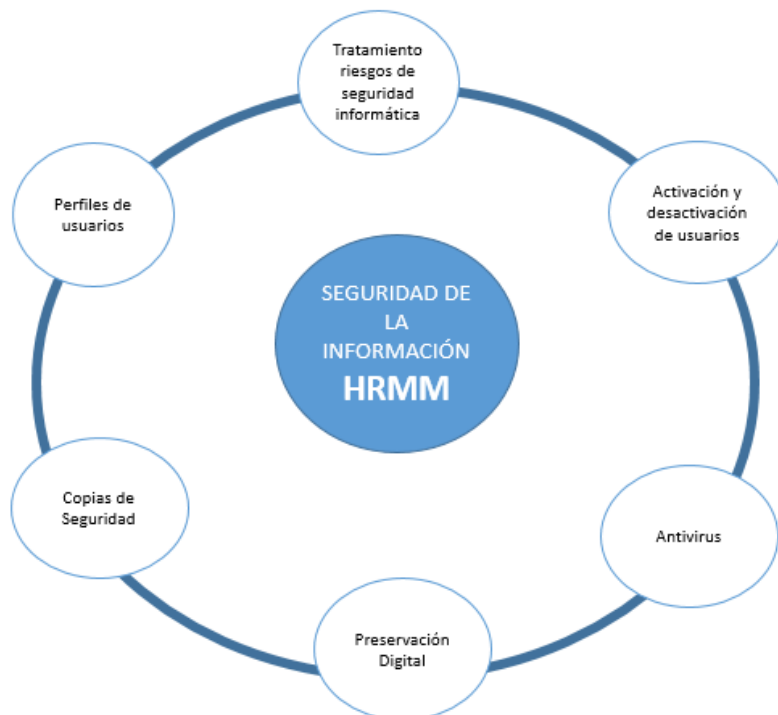 Tratamiento
riesgos de
seguridad
informática
Activación y
desactivación
de usuarios
Antivirus
Preservación
Digital
Copias de
Seguridad
Perfiles de
usuarios
SEGURIDAD DE
LA
INFORMACIÓN
HRMM